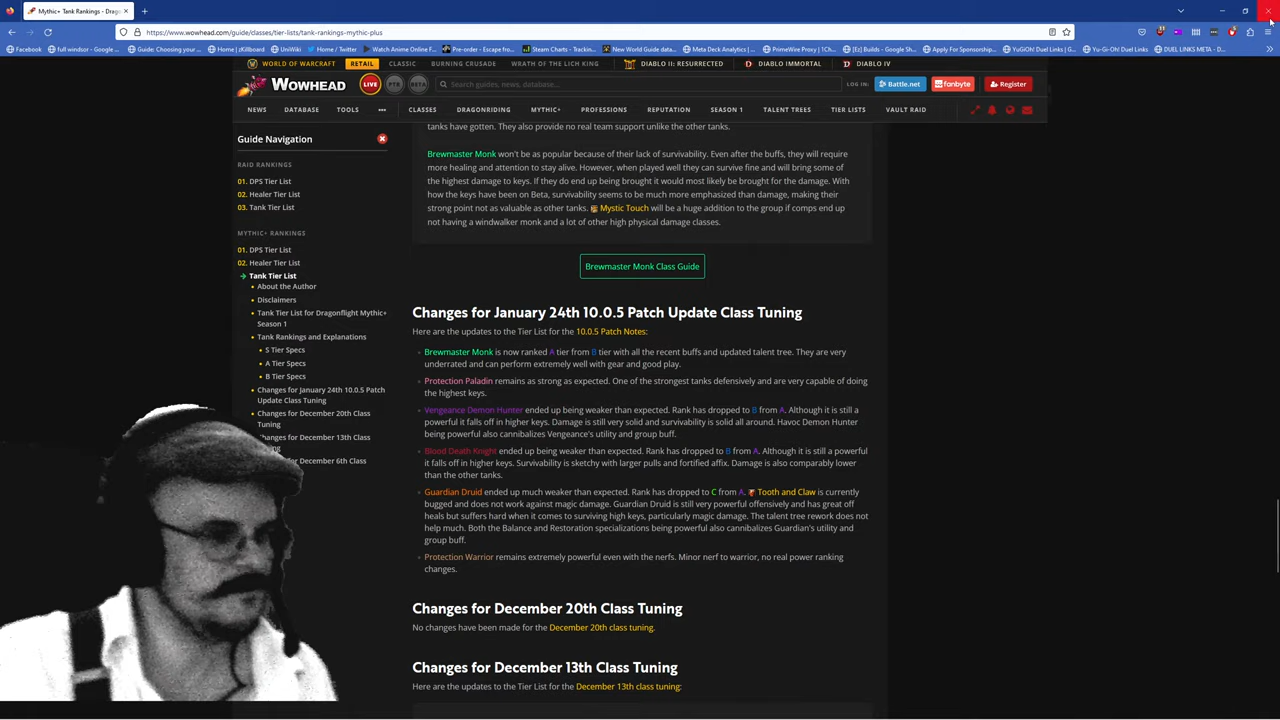 Mythic+ Tank Rankings - Drago
https://www.wowhead.com/guide/classes/tier-lists/tank-rankings-mythic-plus
Facebook
full windsor - Google ...
Guide: Choosing your ...
Home | zKillboard
UniWiki
Home / Twitter
Watch Anime Online F...
Pre-order - Escape fro...
Steam Charts - Trackin...
New World Guide data...
Meta Deck Analytics | ...
PrimeWire Proxy | 1Ch...
[Ez] Builds - Google Sh...
Apply For Sponsorship...
YuGiOh! Duel Links | G...
Yu-Gi-Oh! Duel Links
DUEL LINKS META - D...
WORLD OF WARCRAFT
RETAIL
CLASSIC
BURNING CRUSADE
WRATH OF THE LICH KING
DIABLO II: RESURRECTED
DIABLO IMMORTAL
DIABLO IV
WOWHEAD
LIVE
PTR
BETA
Search guides, news, database...
LOG IN:
Battle.net
fanbyte
Register
NEWS
DATABASE
TOOLS
•••
CLASSES
DRAGONRIDING
MYTHIC+
PROFESSIONS
REPUTATION
SEASON 1
TALENT TREES
TIER LISTS
VAULT RAID
Guide Navigation
RAID RANKINGS
01. DPS Tier List
02. Healer Tier List
03. Tank Tier List
MYTHIC+ RANKINGS
01. DPS Tier List
02. Healer Tier List
Tank Tier List
• About the Author
• Disclaimers
• Tank Tier List for Dragonflight Mythic+
Season 1
• Tank Rankings and Explanations
• S Tier Specs
• A Tier Specs
• B Tier Specs
• Changes for January 24th 10.0.5 Patch
Update Class Tuning
• Changes for December 20th Class
Tuning
Changes for December 13th Class
for December 6th Class
tanks have gotten. They also provide no real team support unlike the other tanks.
Brewmaster Monk won't be as popular because of their lack of survivability. Even after the buffs, they will require
more healing and attention to stay alive. However, when played well they can survive fine and will bring some of
the highest damage to keys. If they do end up being brought it would most likely be brought for the damage. With
how the keys have been on Beta, survivability seems to be much more emphasized than damage, making their
strong point not as valuable as other tanks. Mystic Touch will be a huge addition to the group if comps end up
not having a windwalker monk and a lot of other high physical damage classes.
Brewmaster Monk Class Guide
Changes for January 24th 10.0.5 Patch Update Class Tuning
Here are the updates to the Tier List for the 10.0.5 Patch Notes:
• Brewmaster Monk is now ranked A tier from B tier with all the recent buffs and updated talent tree. They are very
underrated and can perform extremely well with gear and good play.
• Protection Paladin remains as strong as expected. One of the strongest tanks defensively and are very capable of doing
the highest keys.
• Vengeance Demon Hunter ended up being weaker than expected. Rank has dropped to B from A. Although it is still a
powerful it falls off in higher keys. Damage is still very solid and survivability is solid all around. Havoc Demon Hunter
being powerful also cannibalizes Vengeance's utility and group buff.
• Blood Death Knight ended up being weaker than expected. Rank has dropped to B from A. Although it is still a powerful
it falls off in higher keys. Survivability is sketchy with larger pulls and fortified affix. Damage is also comparably lower
than the other tanks.
• Guardian Druid ended up much weaker than expected. Rank has dropped to C from A. Tooth and Claw is currently
bugged and does not work against magic damage. Guardian Druid is still very powerful offensively and has great off
heals but suffers hard when it comes to surviving high keys, particularly magic damage. The talent tree rework does not
help much. Both the Balance and Restoration specializations being powerful also cannibalizes Guardian's utility and
group buff.
• Protection Warrior remains extremely powerful even with the nerfs. Minor nerf to warrior, no real power ranking
changes.
Changes for December 20th Class Tuning
No changes have been made for the December 20th class tuning.
Changes for December 13th Class Tuning
Here are the updates to the Tier List for the December 13th class tuning: